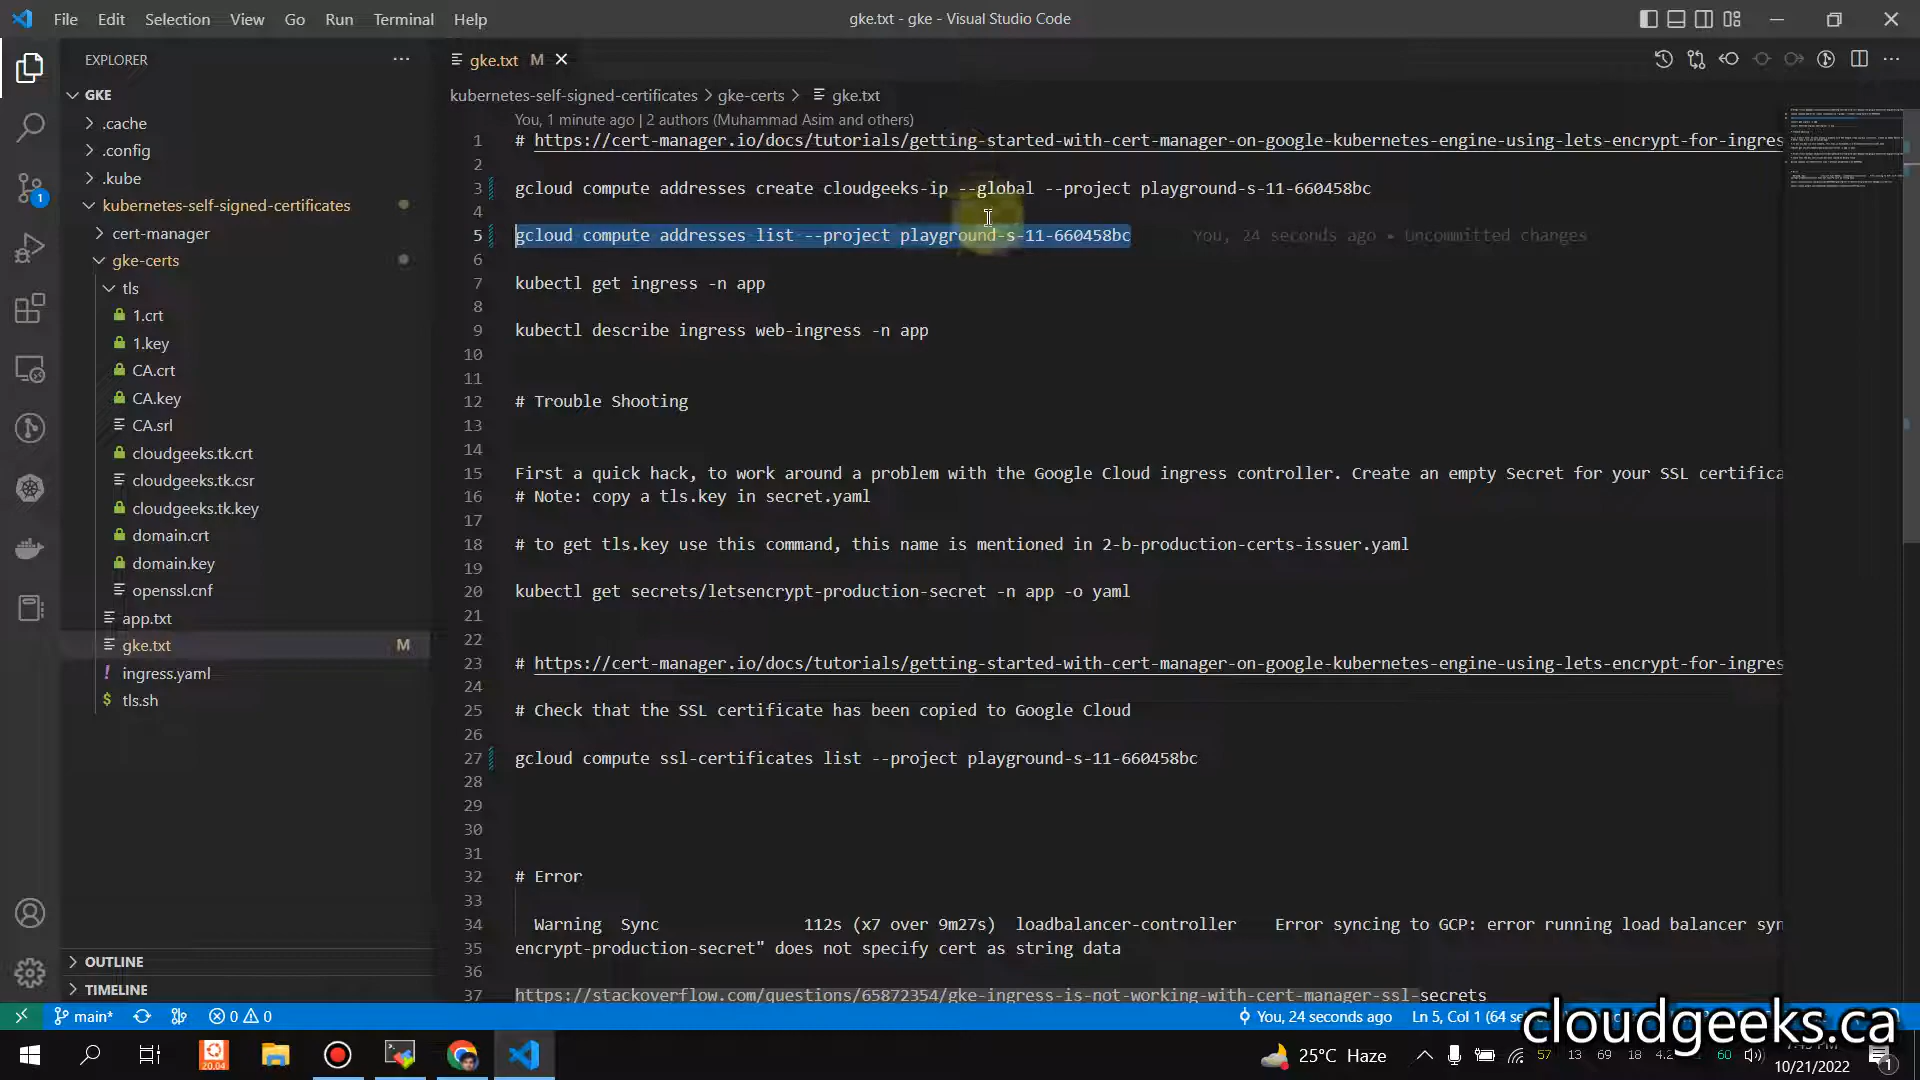 File Edit Selection View Go Run Terminal Help
gke.txt - gke - Visual Studio Code
EXPLORER
GKE
.cache
.config
.kube
kubernetes-self-signed-certificates
cert-manager
gke-certs
tls
1.crt
1.key
CA.crt
CA.key
CA.srl
cloudgeeks.tk.crt
cloudgeeks.tk.csr
cloudgeeks.tk.key
domain.crt
domain.key
openssl.cnf
app.txt
gke.txt M
ingress.yaml
tls.sh
OUTLINE
TIMELINE
gke.txt M
kubernetes-self-signed-certificates > gke-certs > gke.txt
You, 1 minute ago | 2 authors (Muhammad Asim and others)
1 # https://cert-manager.io/docs/tutorials/getting-started-with-cert-manager-on-google-kubernetes-engine-using-lets-encrypt-for-ingres
2
3 gcloud compute addresses create cloudgeeks-ip --global --project playground-s-11-660458bc
4
5 gcloud compute addresses list --project playground-s-11-660458bc You, 24 seconds ago • Uncommitted changes
6
7 kubectl get ingress -n app
8
9 kubectl describe ingress web-ingress -n app
10
11
12 # Trouble Shooting
13
14
15 First a quick hack, to work around a problem with the Google Cloud ingress controller. Create an empty Secret for your SSL certifica
16 # Note: copy a tls.key in secret.yaml
17
18 # to get tls.key use this command, this name is mentioned in 2-b-production-certs-issuer.yaml
19
20 kubectl get secrets/letsencrypt-production-secret -n app -o yaml
21
22
23 # https://cert-manager.io/docs/tutorials/getting-started-with-cert-manager-on-google-kubernetes-engine-using-lets-encrypt-for-ingres
24
25 # Check that the SSL certificate has been copied to Google Cloud
26
27 gcloud compute ssl-certificates list --project playground-s-11-660458bc
28
29
30
31
32 # Error
33
34 Warning Sync 112s (x7 over 9m27s) loadbalancer-controller Error syncing to GCP: error running load balancer syn
35 encrypt-production-secret" does not specify cert as string data
36
37 https://stackoverflow.com/questions/65872354/gke-ingress-is-not-working-with-cert-manager-ssl-secrets
main* 0 0 You, 24 seconds ago Ln 5, Col 1 (64
cloudgeeks.ca
20.04
25°C Haze 57 13 69 18 4.2 60
10/21/2022
1